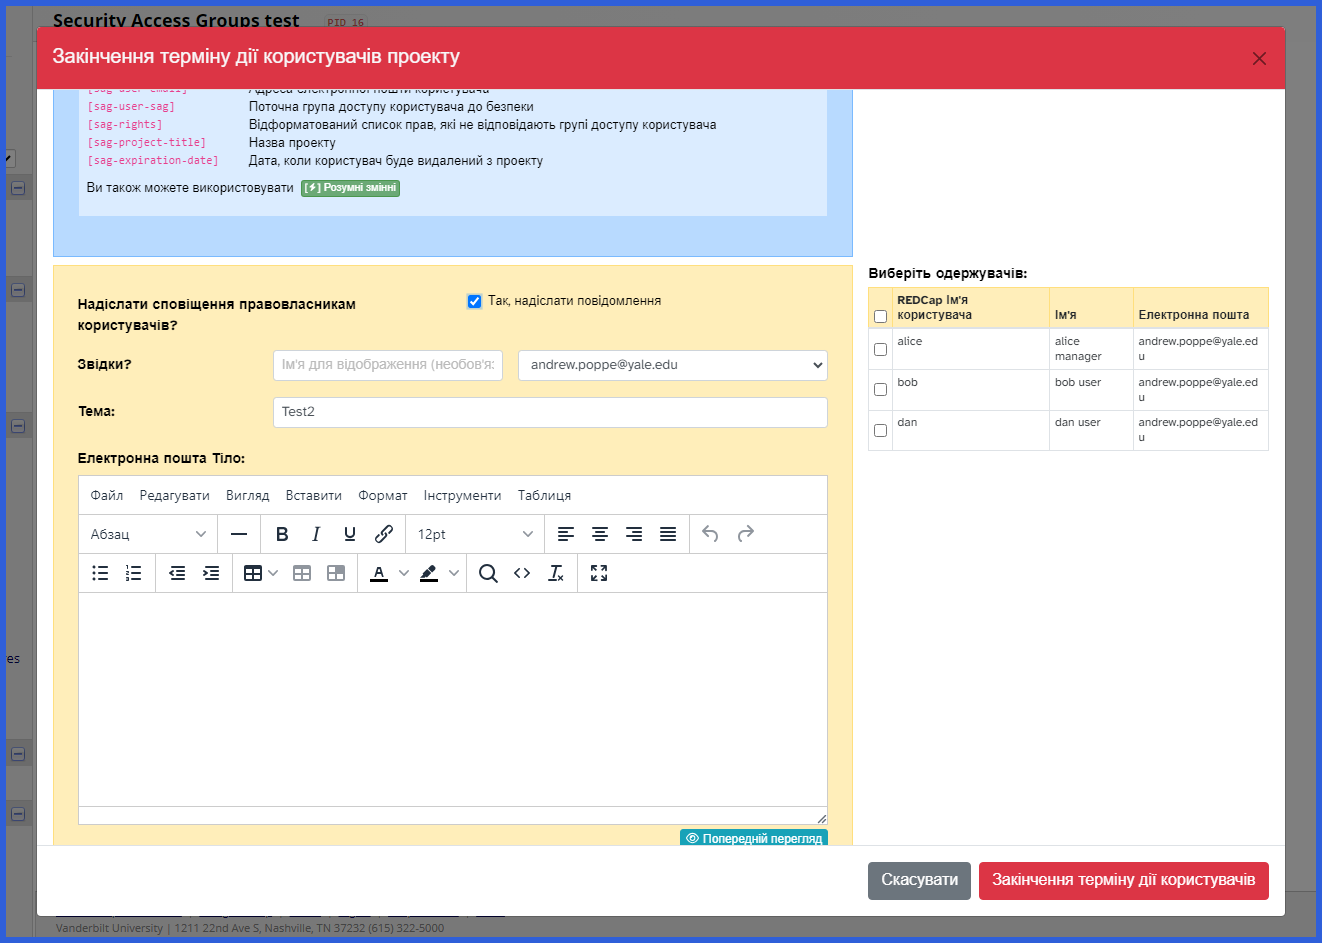 Security Access Groups test PID 16
Закінчення терміну дії користувачів проекту
[sag-user-email] Адреса електронної пошти користувача
[sag-user-sag] Поточна група доступу користувача до безпеки
[sag-rights] Відформатований список прав, які не відповідають групі доступу користувача
[sag-project-title] Назва проекту
[sag-expiration-date] Дата, коли користувач буде видалений з проекту
Ви також можете використовувати [⚡] Розумні змінні
Надіслати сповіщення правовласникам
користувачів?
Так, надіслати повідомлення
Звідки? Ім'я для відображення (необов'я: andrew.poppe@yale.edu
Тема: Test2
Електронна пошта Тіло:
Файл Редагувати Вигляд Вставити Формат Інструменти Таблиця
Абзац 12pt
Попередній перегляд
Виберіть одержувачів:
REDCap Ім'я
користувача Ім'я Електронна пошта
alice alice
manager andrew.poppe@yale.ed
u
bob bob user andrew.poppe@yale.ed
u
dan dan user andrew.poppe@yale.ed
u
Скасувати Закінчення терміну дії користувачів
Vanderbilt University | 1211 22nd Ave S, Nashville, TN 37232 (615) 322-5000